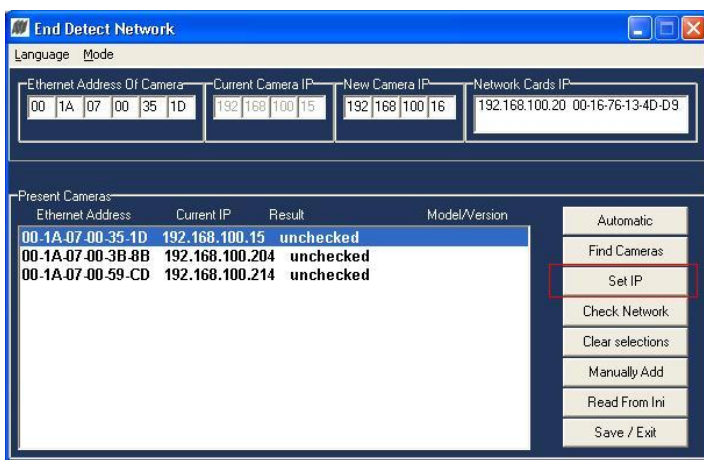 End Detect Network
Language Mode
Ethernet Address Of Camera Current Camera IP New Camera IP Network Cards IP
00 1A 07 00 35 1D 192 168 100 15 192 168 100 16 192.168.100.20 00-16-76-13-4D-D9
Present Cameras
Ethernet Address Current IP Result Model/Version
00-1A-07-00-35-1D 192.168.100.15 unchecked
00-1A-07-00-3B-8B 192.168.100.204 unchecked
00-1A-07-00-59-CD 192.168.100.214 unchecked
Automatic
Find Cameras
Set IP
Check Network
Clear selections
Manually Add
Read From Ini
Save / Exit